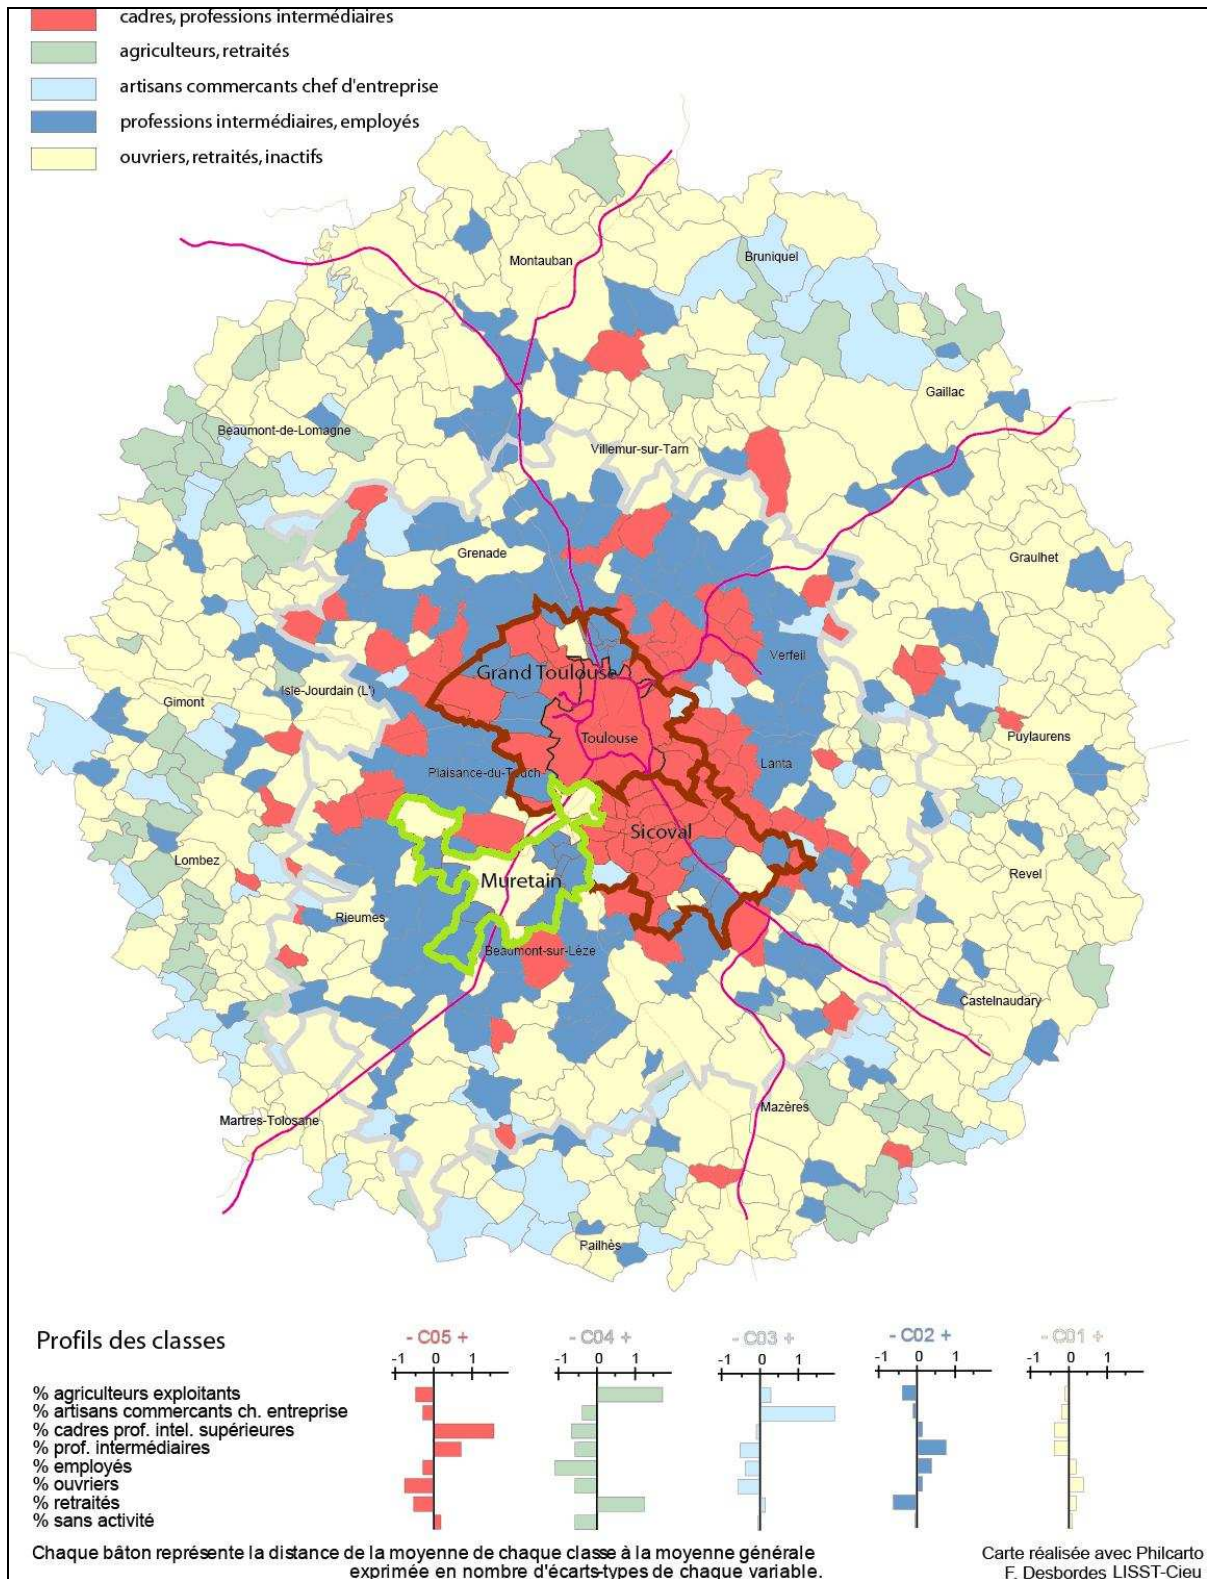 cadres, professions intermédiaires
agriculteurs, retraités
artisans commercants chef d'entreprise
professions intermédiaires, employés
ouvriers, retraités, inactifs
Montauban
Bruniquel
Gaillac
Beaumont-de-Lomagne
Villemur-sur-Tarn
Grenade
Graulhet
Verfeil
Grand Toulouse
Isle-Jourdain (L')
Gimont
Toulouse
Puylaurens
Plaisance-du-Touch
Lanta
Sicoval
Lombez
Muretain
Revel
Rieumes
Beaumont-sur-Lèze
Castelnaudary
Mazères
Martres-Tolosane
Pailhès
Profils des classes
- C05 + - C04 + - C03 + - C02 + - C01 +
-1 0 1 -1 0 1 -1 0 1 -1 0 1 -1 0 1
% agriculteurs exploitants
% artisans commercants ch. entreprise
% cadres prof. intel. supérieures
% prof. intermédiaires
% employés
% ouvriers
% retraités
% sans activité
Chaque bâton représente la distance de la moyenne de chaque classe à la moyenne générale
exprimée en nombre d'écarts-types de chaque variable.
Carte réalisée avec Philcarto
F. Desbordes LISST-Cieu